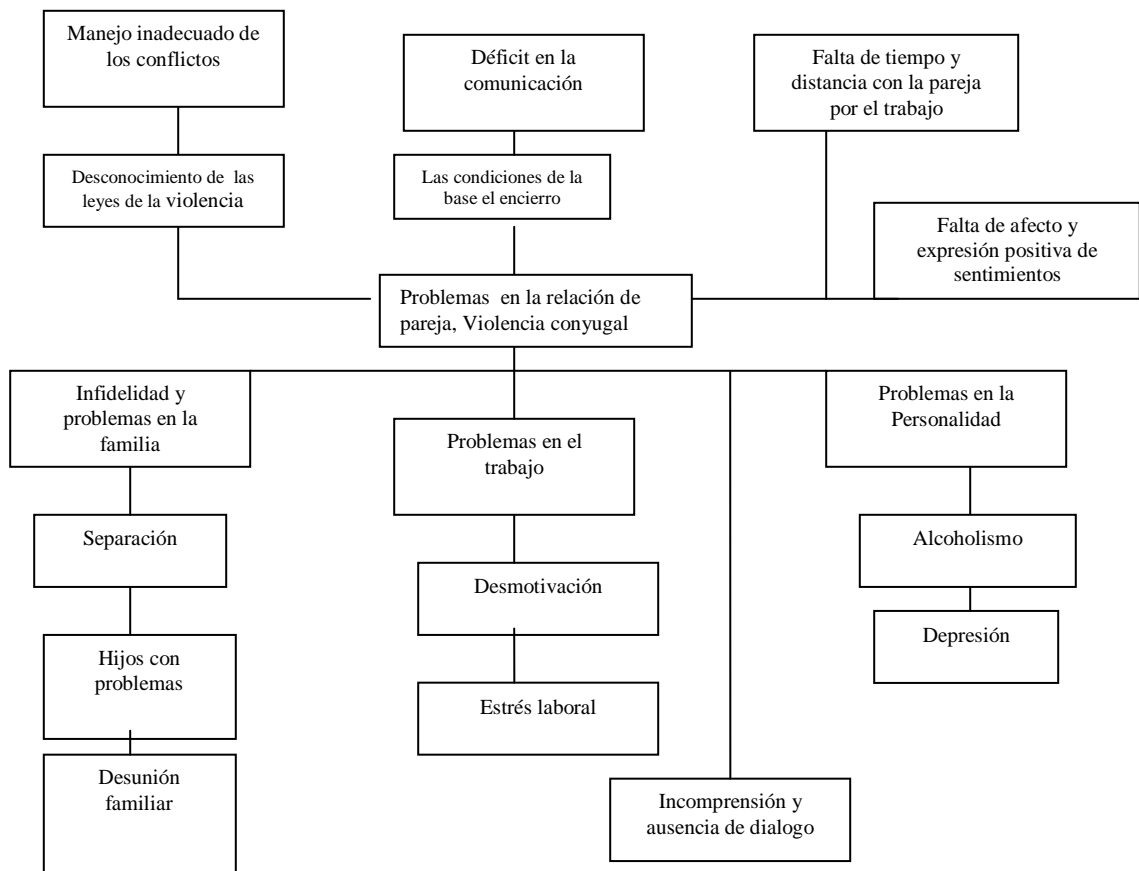 Manejo inadecuado de
los conflictos
Déficit en la
comunicación
Falta de tiempo y
distancia con la pareja
por el trabajo
Desconocimiento de las
leyes de la violencia
Las condiciones de la
base el encierro
Falta de afecto y
expresión positiva de
sentimientos
Problemas en la relación de
pareja, Violencia conyugal
Infidelidad y
problemas en la
familia
Problemas en el
trabajo
Problemas en la
Personalidad
Separación
Desmotivación
Alcoholismo
Hijos con
problemas
Estrés laboral
Depresión
Desunión
familiar
Incomprensión y
ausencia de dialogo